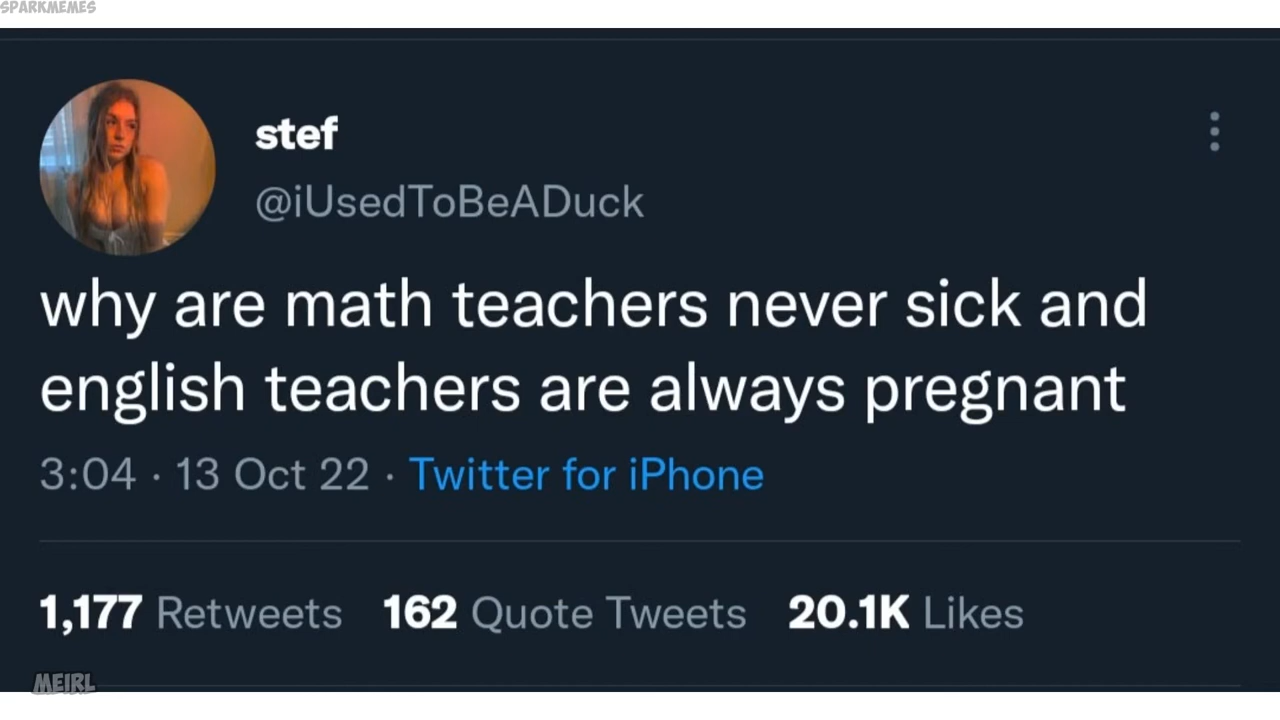 SPARKMEMES
stef
@iUsedToBeADuck
why are math teachers never sick and
english teachers are always pregnant
3:04 · 13 Oct 22 · Twitter for iPhone
1,177 Retweets 162 Quote Tweets 20.1K Likes
MEIRL